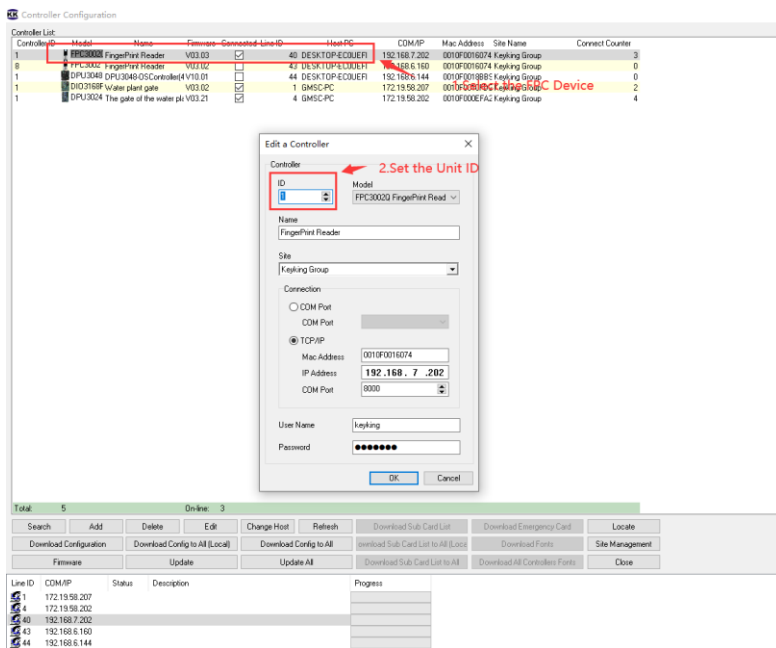 Controller Configuration
Controller List:
Controller ID Model Name Firmware Connected Line ID Host PC COM/IP Mac Address Site Name Connect Counter
1 FingerPrint Reader V03.03 40 DESKTOP-EC0UEFI 192.168.7.202 0010F0016074 Keyking Group 3
8 FingerPrint Reader V03.02 43 DESKTOP-EC0UEFI 192.168.6.160 0010F0016074 Keyking Group 0
1 DPU3048 DPU3048-OSController(4 V10.01 44 DESKTOP-EC0UEFI 192.168.6.144 Keyking Group 0
1 DIO3168F Water plant gate V03.02 1 GMSC-PC 172.19.58.207 2
1 DPU3024 The gate of the water pl V03.21 4 GMSC-PC 172.19.58.202 0010F000EFA2 Keyking Group 4
1.Select the FPC Device
Edit a Controller
Controller
2.Set the Unit ID
ID Model
1 FPC3002Q FingerPrint Read
Name
FingerPrint Reader
Site
Keyking Group
Connection
COM Port
COM Port
TCP/IP
Mac Address 0010F0016074
IP Address 192 .168 . 7 .202
COM Port 8000
User Name keyking
Password ●●●●●●●
OK Cancel
Total: 5 On-line: 3
Search Add Delete Edit Change Host Refresh Download Sub Card List Download Emergency Card Locate
Download Configuration Download Config to All (Local) Download Config to All ownload Sub Card List to All (Loca Download Fonts Site Management
Firmware Update Update All Download Sub Card List to All Download All Controllers Fonts Close
Line ID COM/IP Status Description Progress
1 172.19.58.207
4 172.19.58.202
40 192.168.7.202
43 192.168.6.160
44 192.168.6.144